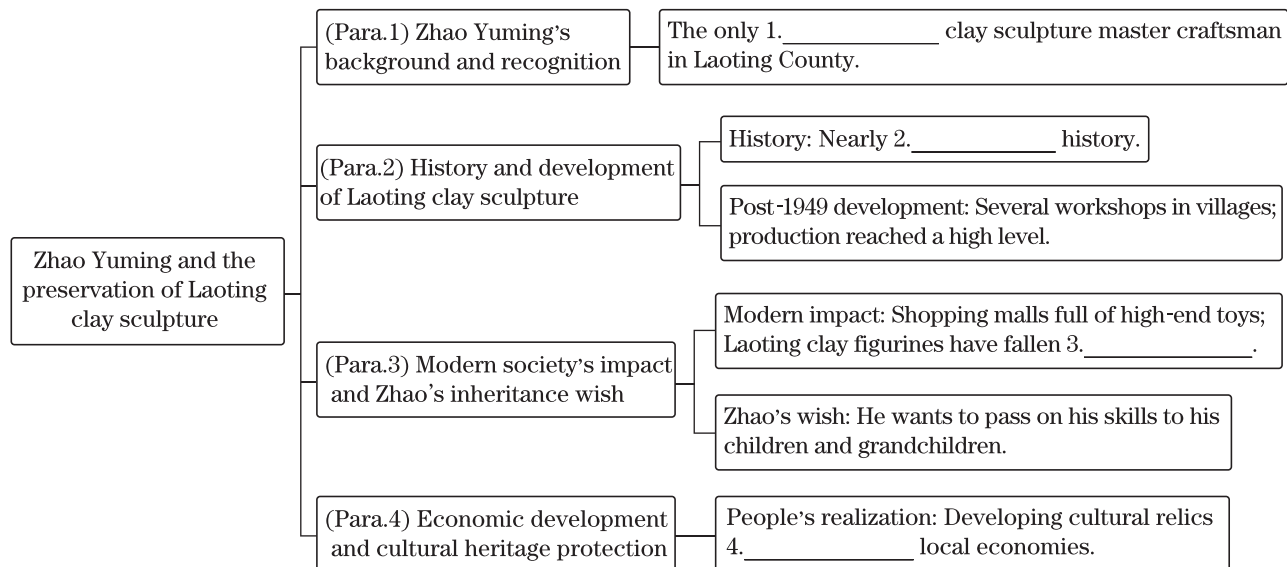 Zhao Yuming and the
preservation of Laoting
clay sculpture
(Para.1) Zhao Yuming's
background and recognition
The only 1.____________ clay sculpture master craftsman
in Laoting County.
(Para.2) History and development
of Laoting clay sculpture
History: Nearly 2.___________ history.
Post-1949 development: Several workshops in villages;
production reached a high level.
(Para.3) Modern society's impact
and Zhao's inheritance wish
Modern impact: Shopping malls full of high-end toys;
Laoting clay figurines have fallen 3._____________.
Zhao's wish: He wants to pass on his skills to his
children and grandchildren.
(Para.4) Economic development
and cultural heritage protection
People's realization: Developing cultural relics
4._____________ local economies.